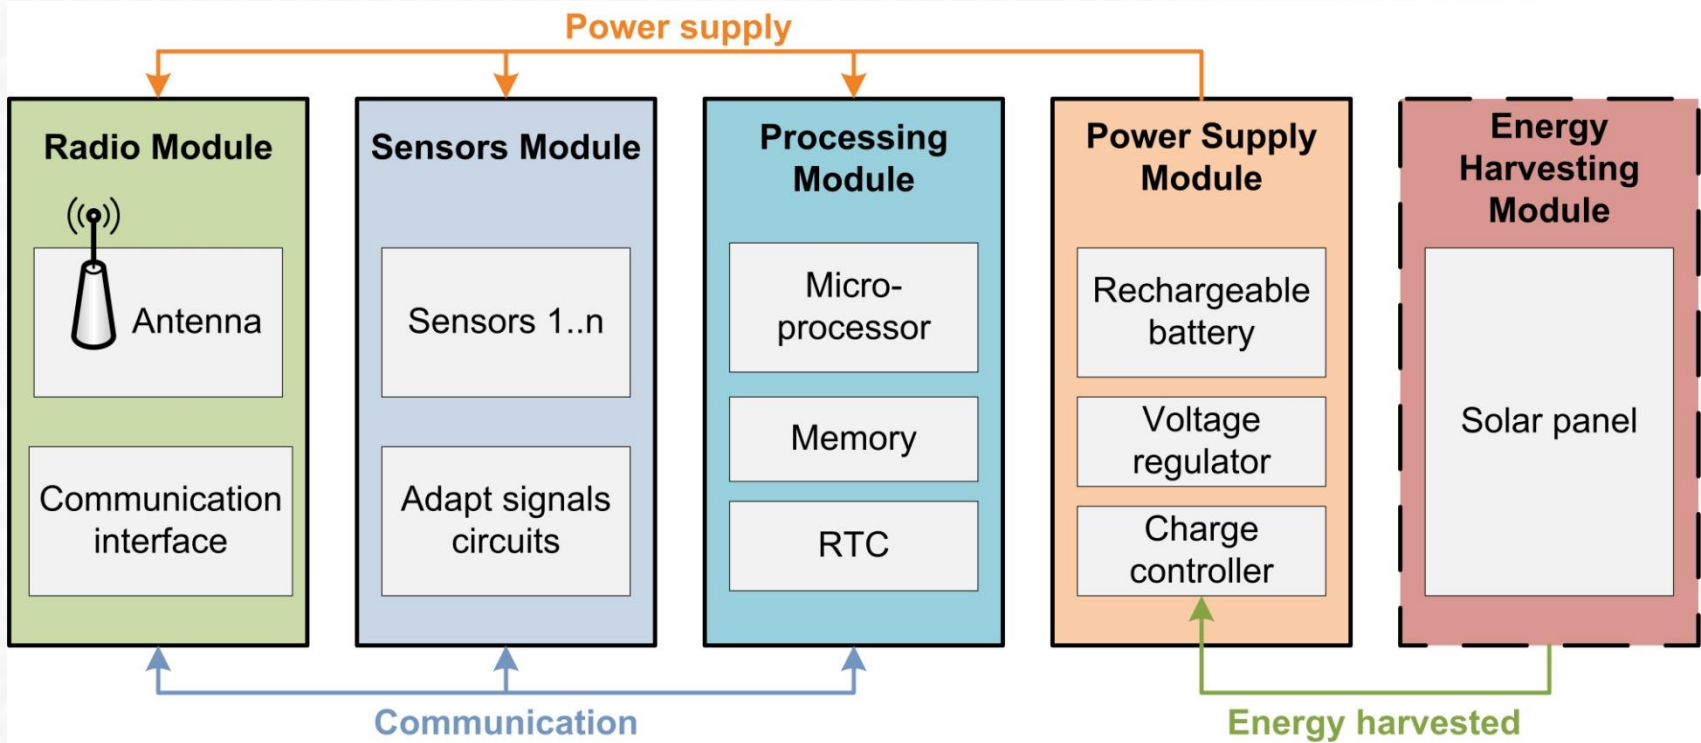 Power supply
Radio Module
Antenna
Communication
interface
Sensors Module
Sensors 1..n
Adapt signals
circuits
Processing
Module
Micro-
processor
Memory
RTC
Power Supply
Module
Rechargeable
battery
Voltage
regulator
Charge
controller
Energy
Harvesting
Module
Solar panel
Communication
Energy harvested